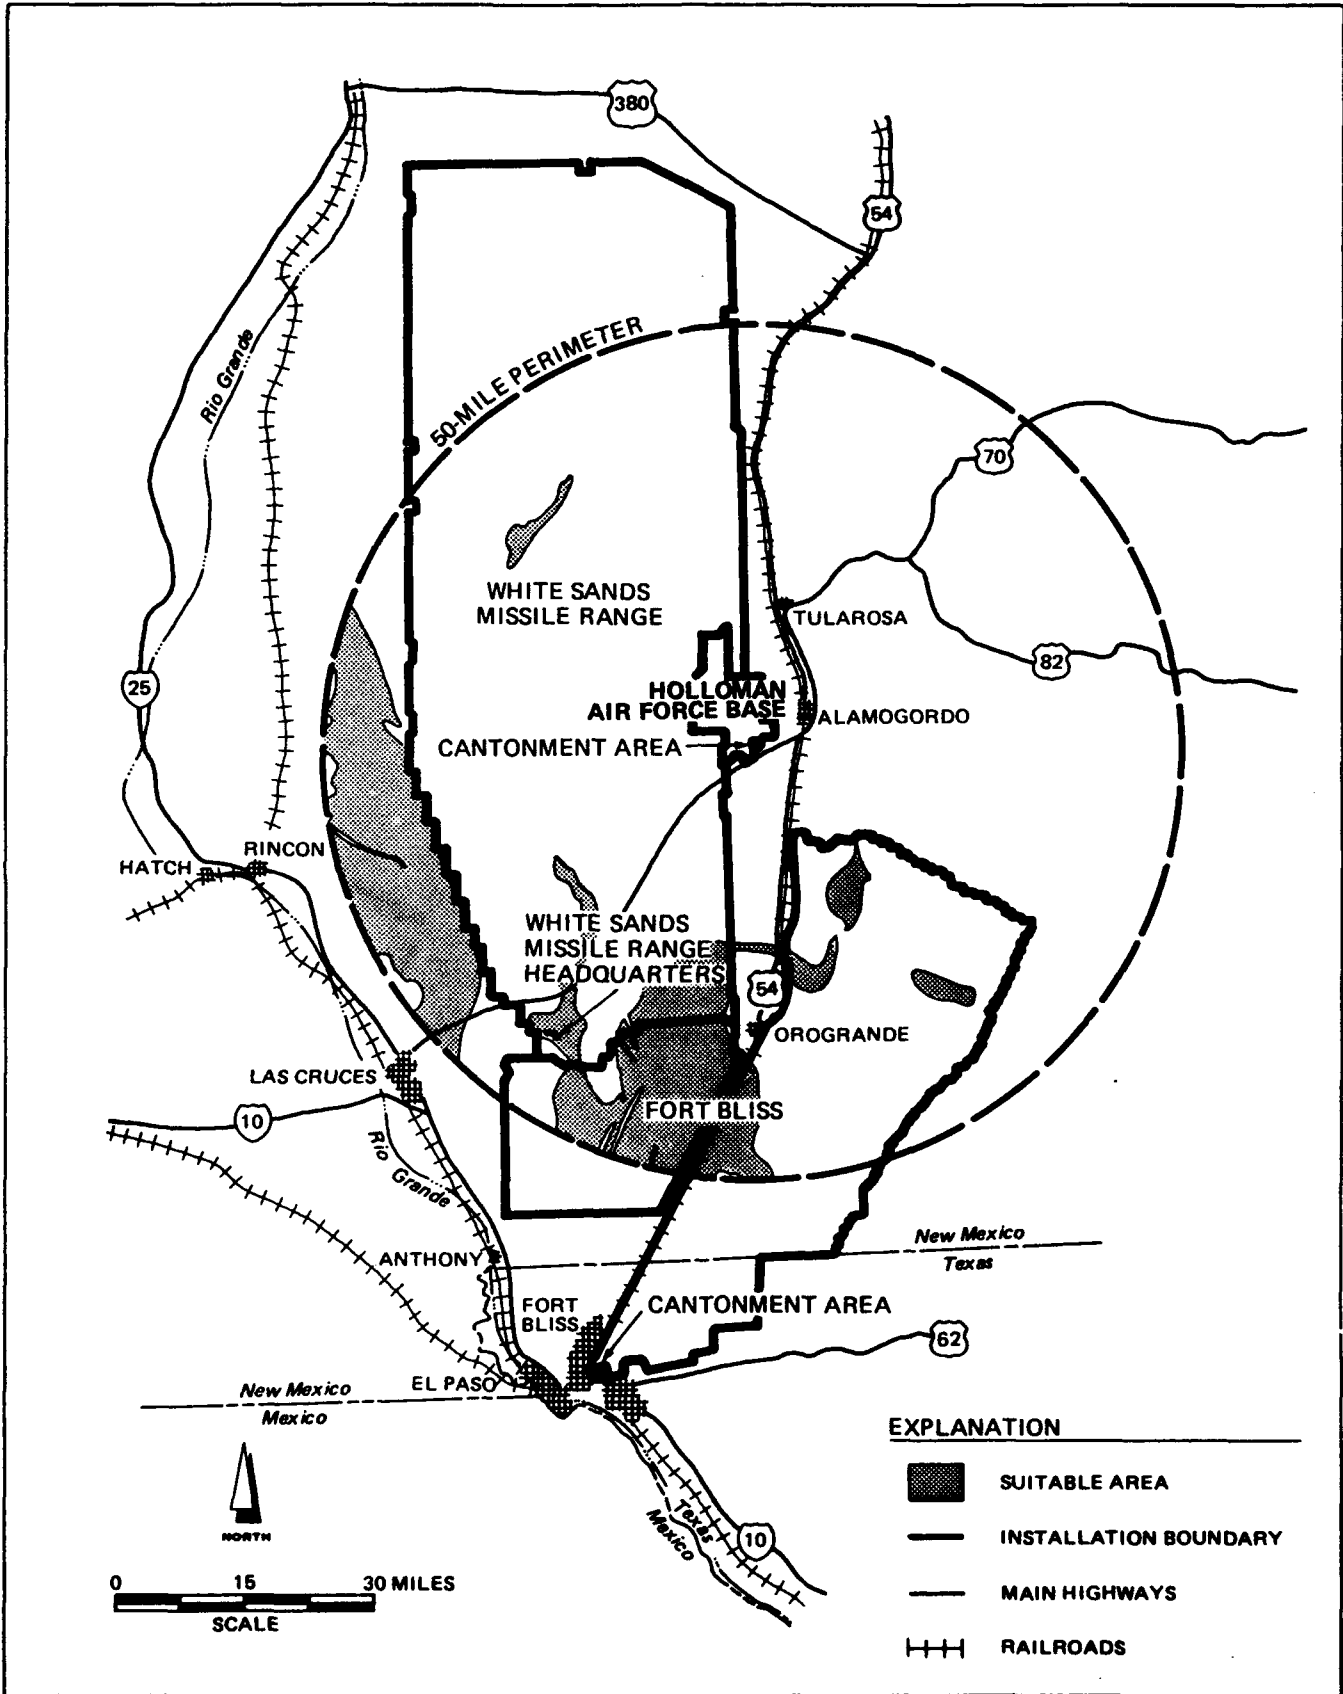 380
54
50-MILE PERIMETER
Rio Grande
70
WHITE SANDS
MISSILE RANGE
TULAROSA
82
25
HOLLOMAN
AIR FORCE BASE
ALAMOGORDO
CANTONMENT AREA
RINCON
HATCH
WHITE SANDS
MISSILE RANGE
HEADQUARTERS
54
OROGRANDE
LAS CRUCES
10
FORT BLISS
Rio Grande
New Mexico
Texas
ANTHONY
FORT
BLISS
CANTONMENT AREA
62
EL PASO
New Mexico
Mexico
Texas
Mexico
10
NORTH
0 15 30 MILES
SCALE
EXPLANATION
SUITABLE AREA
INSTALLATION BOUNDARY
MAIN HIGHWAYS
RAILROADS